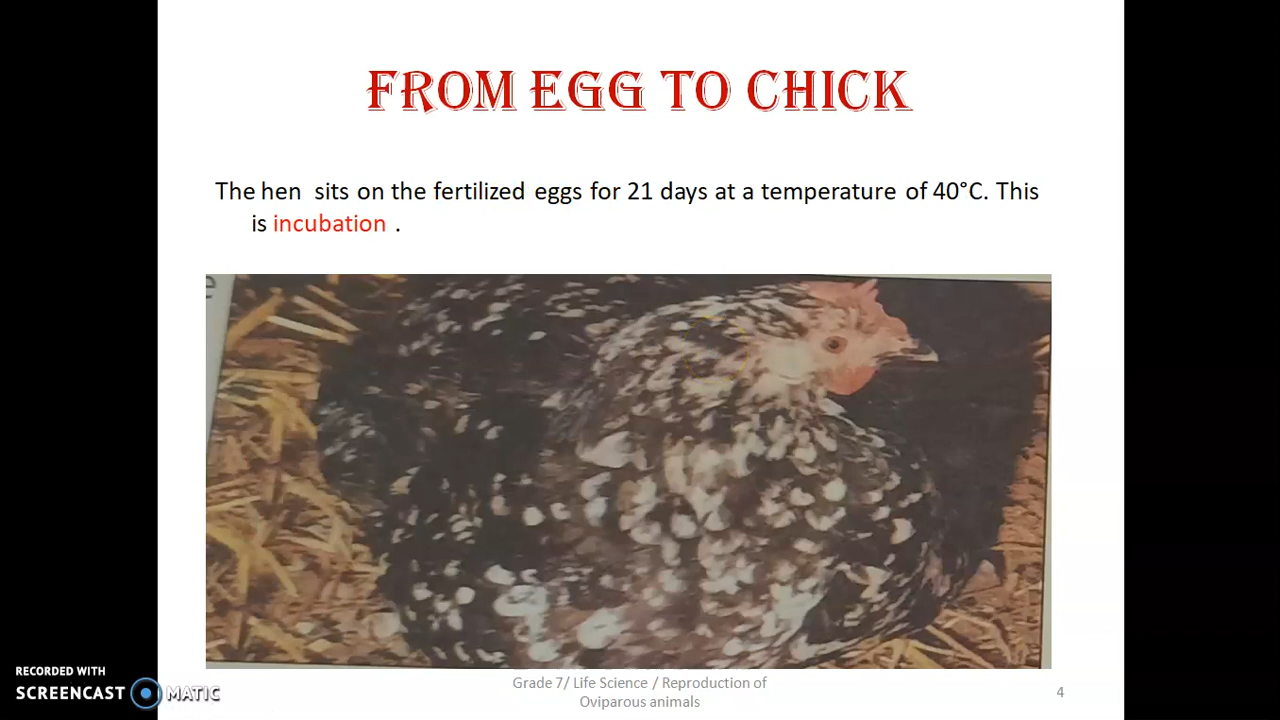 FROM EGG TO CHICK
The hen sits on the fertilized eggs for 21 days at a temperature of 40°C. This
is incubation .
e
RECORDED WITH
SCREENCAST MATIC
Grade 7/ Life Science / Reproduction of
Oviparous animals
4